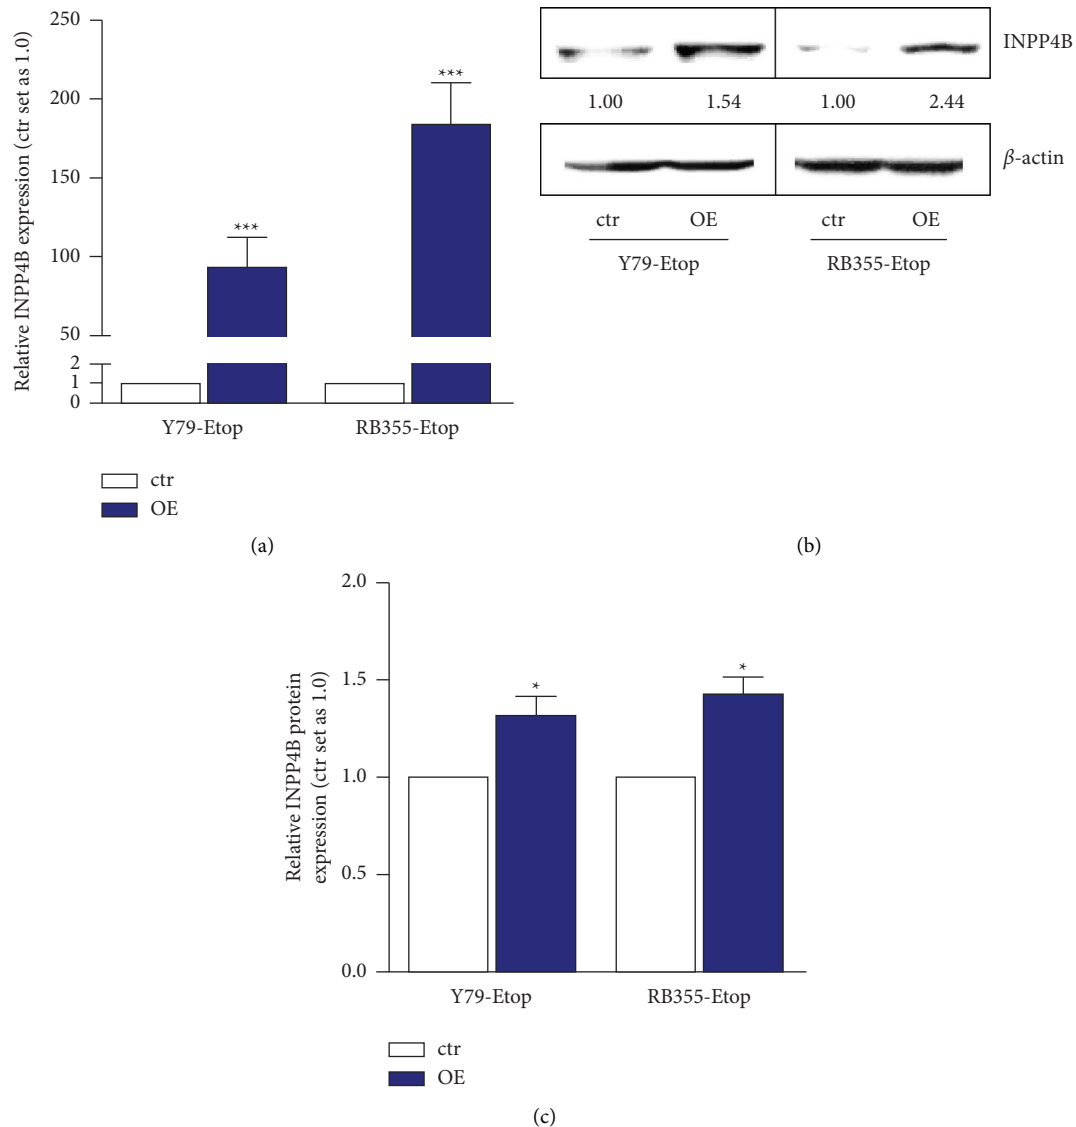 Relative INPP4B expression (ctr set as 1.0)
250
200
150
100
50
2
1
0
***
***
Y79-Etop
RB355-Etop
ctr
OE
(a)
INPP4B
1.00 1.54 1.00 2.44
β-actin
ctr OE ctr OE
Y79-Etop RB355-Etop
(b)
Relative INPP4B protein
expression (ctr set as 1.0)
2.0
1.5
1.0
0.5
0.0
*
*
Y79-Etop
RB355-Etop
ctr
OE
(c)